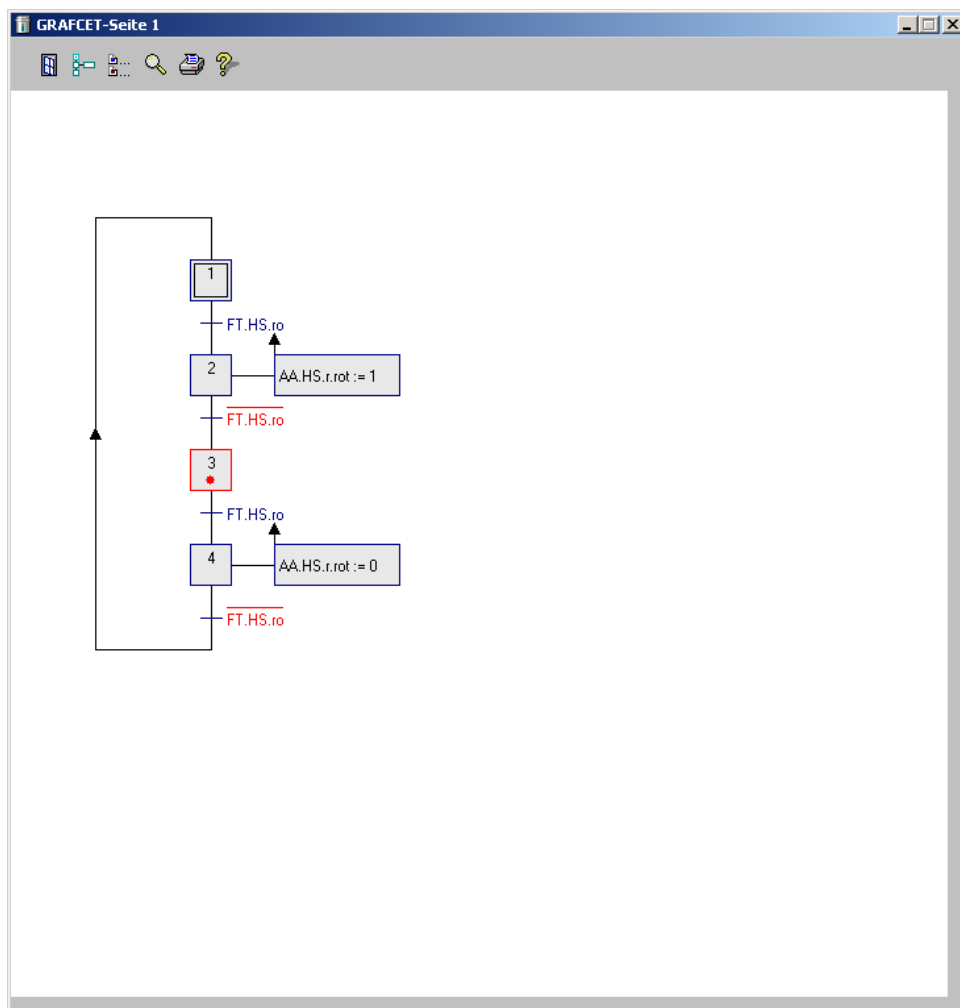 GRAFCET-Seite 1
1
FT.HS.ro
2
AA.HS.r.rot := 1
FT.HS.ro
3
FT.HS.ro
4
AA.HS.r.rot := 0
FT.HS.ro